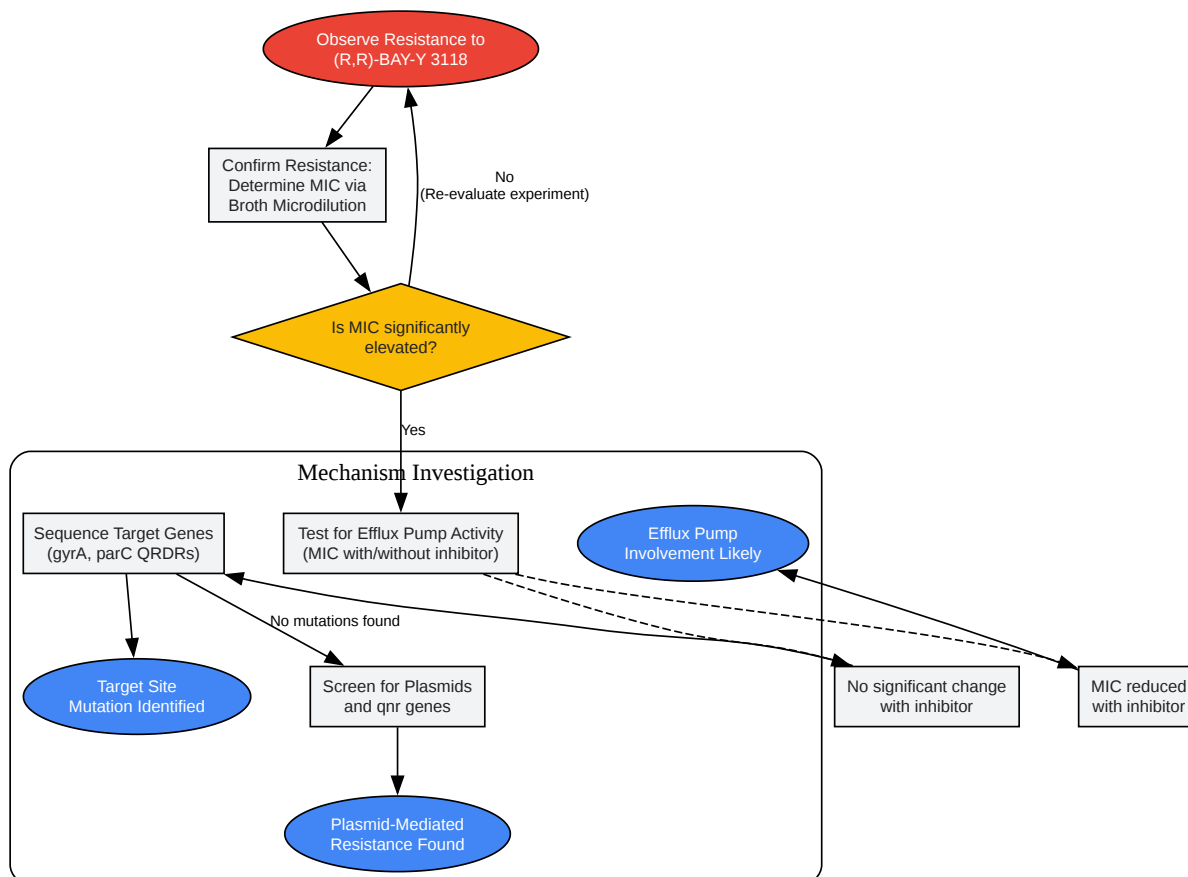 Observe Resistance to
(R,R)-BAY-Y 3118
Confirm Resistance:
Determine MIC via
Broth Microdilution
No
(Re-evaluate experiment)
Is MIC significantly
elevated?
Yes
Mechanism Investigation
Sequence Target Genes
(gyrA, parC QRDRs)
Test for Efflux Pump Activity
(MIC with/without inhibitor)
Efflux Pump
Involvement Likely
No mutations found
Target Site
Mutation Identified
Screen for Plasmids
and qnr genes
No significant change
with inhibitor
MIC reduced
with inhibitor
Plasmid-Mediated
Resistance Found